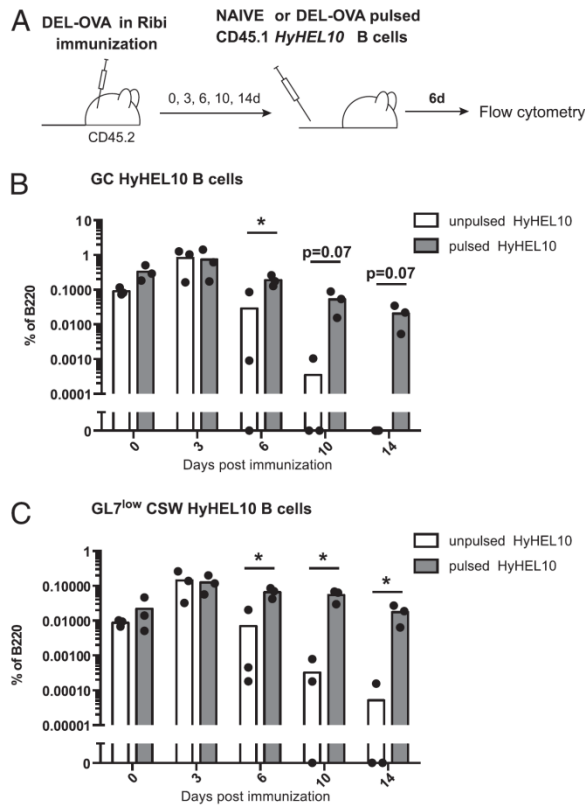 A
DEL-OVA in Ribi
immunization
NAIVE or DEL-OVA pulsed
CD45.1 HyHEL10 B cells
0, 3, 6, 10, 14d
6d
Flow cytometry
CD45.2
B
GC HyHEL10 B cells
unpulsed HyHEL10
pulsed HyHEL10
*
p=0.07
p=0.07
% of B220
10
1
0.1000
0.0100
0.0010
0.0001
0
0
3
6
10
14
Days post immunization
C
GL7low CSW HyHEL10 B cells
unpulsed HyHEL10
pulsed HyHEL10
*
*
*
% of B220
1
0.10000
0.01000
0.00100
0.00010
0.00001
0
0
3
6
10
14
Days post immunization